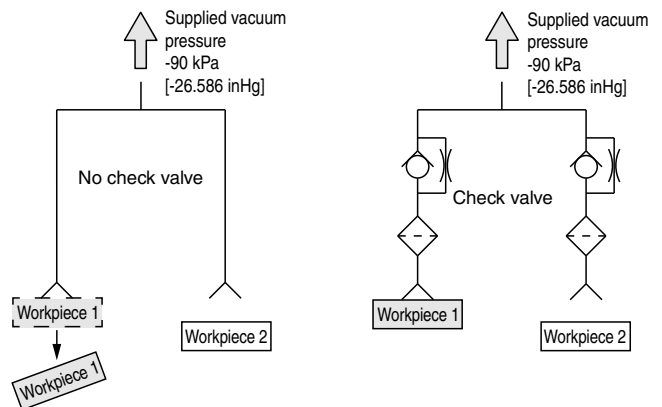 Supplied vacuum
pressure
-90 kPa
[-26.586 inHg]
No check valve
Workpiece 1
Workpiece 2
Workpiece 1
Supplied vacuum
pressure
-90 kPa
[-26.586 inHg]
Check valve
Workpiece 1
Workpiece 2